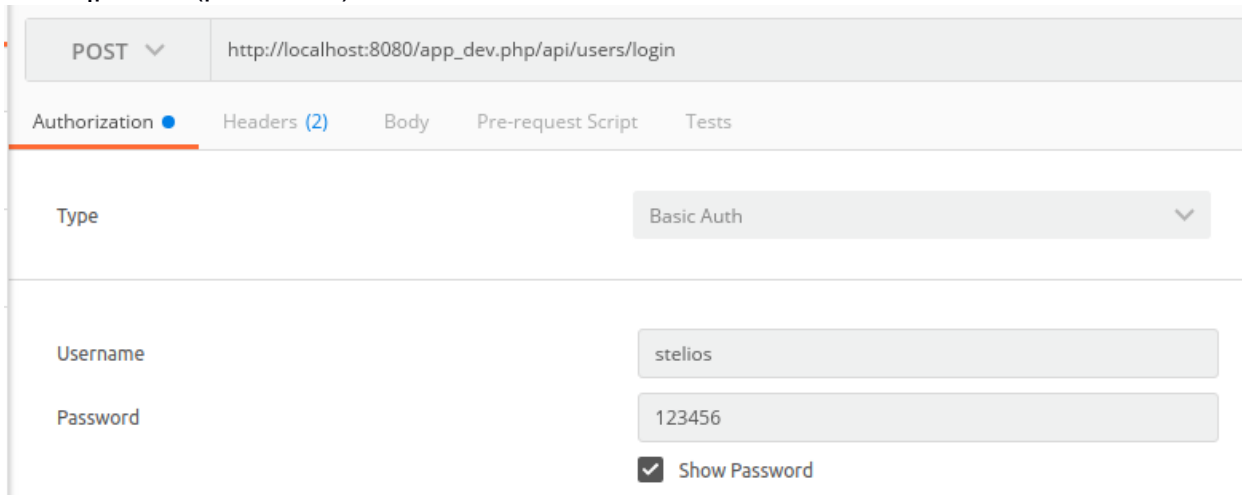 POST http://localhost:8080/app_dev.php/api/users/login
Authorization Headers (2) Body Pre-request Script Tests
Type Basic Auth
Username stelios
Password 123456
Show Password